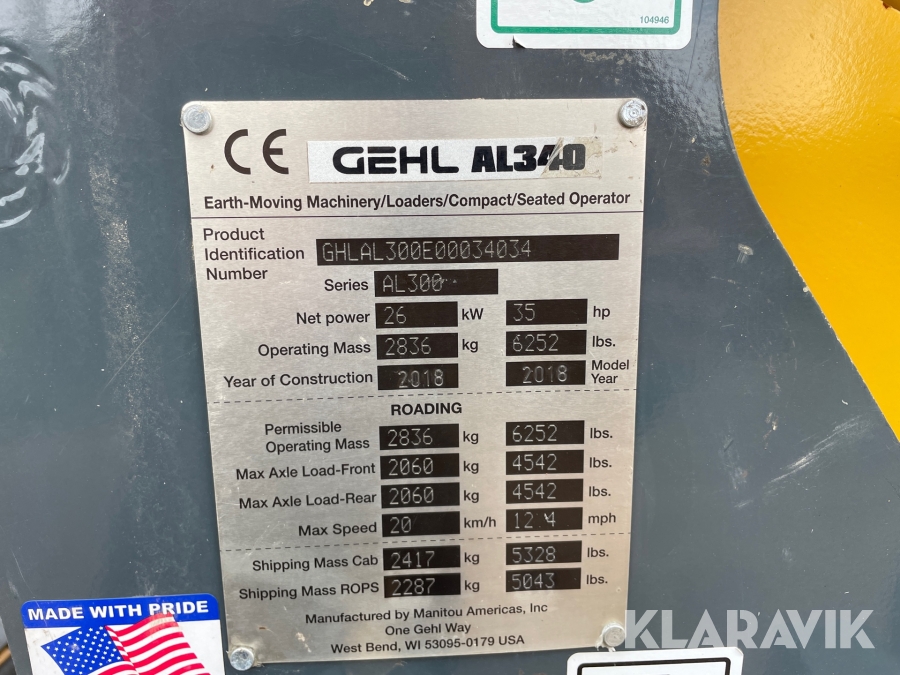 104946
CE GEHL AL340
Earth-Moving Machinery/Loaders/Compact/Seated Operator
Product
Identification
Number GHLAL300E00034034
Series AL300
Net power 26 kW 35 hp
Operating Mass 2836 kg 6252 lbs.
Year of Construction 2018 2018 Model
Year
ROADING
Permissible
Operating Mass 2836 kg 6252 lbs.
Max Axle Load-Front 2060 kg 4542 lbs.
Max Axle Load-Rear 2060 kg 4542 lbs.
Max Speed 20 km/h 12.4 mph
Shipping Mass Cab 2417 kg 5328 lbs.
Shipping Mass ROPS 2287 kg 5043 lbs.
Manufactured by Manitou Americas, Inc
One Gehl Way
West Bend, WI 53095-0179 USA
MADE WITH PRIDE
KLARAVIK